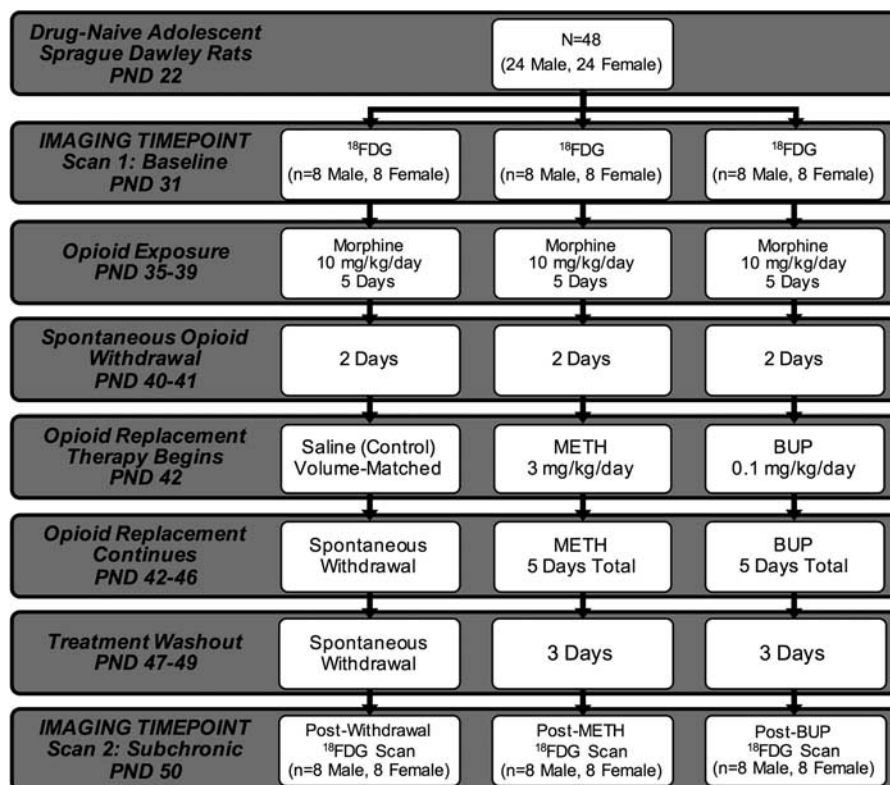 Drug-Naive Adolescent
Sprague Dawley Rats
PND 22
N=48
(24 Male, 24 Female)
IMAGING TIMEPOINT
Scan 1: Baseline
PND 31
¹⁸FDG
(n=8 Male, 8 Female)
¹⁸FDG
(n=8 Male, 8 Female)
¹⁸FDG
(n=8 Male, 8 Female)
Opioid Exposure
PND 35-39
Morphine
10 mg/kg/day
5 Days
Morphine
10 mg/kg/day
5 Days
Morphine
10 mg/kg/day
5 Days
Spontaneous Opioid
Withdrawal
PND 40-41
2 Days
2 Days
2 Days
Opioid Replacement
Therapy Begins
PND 42
Saline (Control)
Volume-Matched
METH
3 mg/kg/day
BUP
0.1 mg/kg/day
Opioid Replacement
Continues
PND 42-46
Spontaneous
Withdrawal
METH
5 Days Total
BUP
5 Days Total
Treatment Washout
PND 47-49
Spontaneous
Withdrawal
3 Days
3 Days
IMAGING TIMEPOINT
Scan 2: Subchronic
PND 50
Post-Withdrawal
¹⁸FDG Scan
(n=8 Male, 8 Female)
Post-METH
¹⁸FDG Scan
(n=8 Male, 8 Female)
Post-BUP
¹⁸FDG Scan
(n=8 Male, 8 Female)